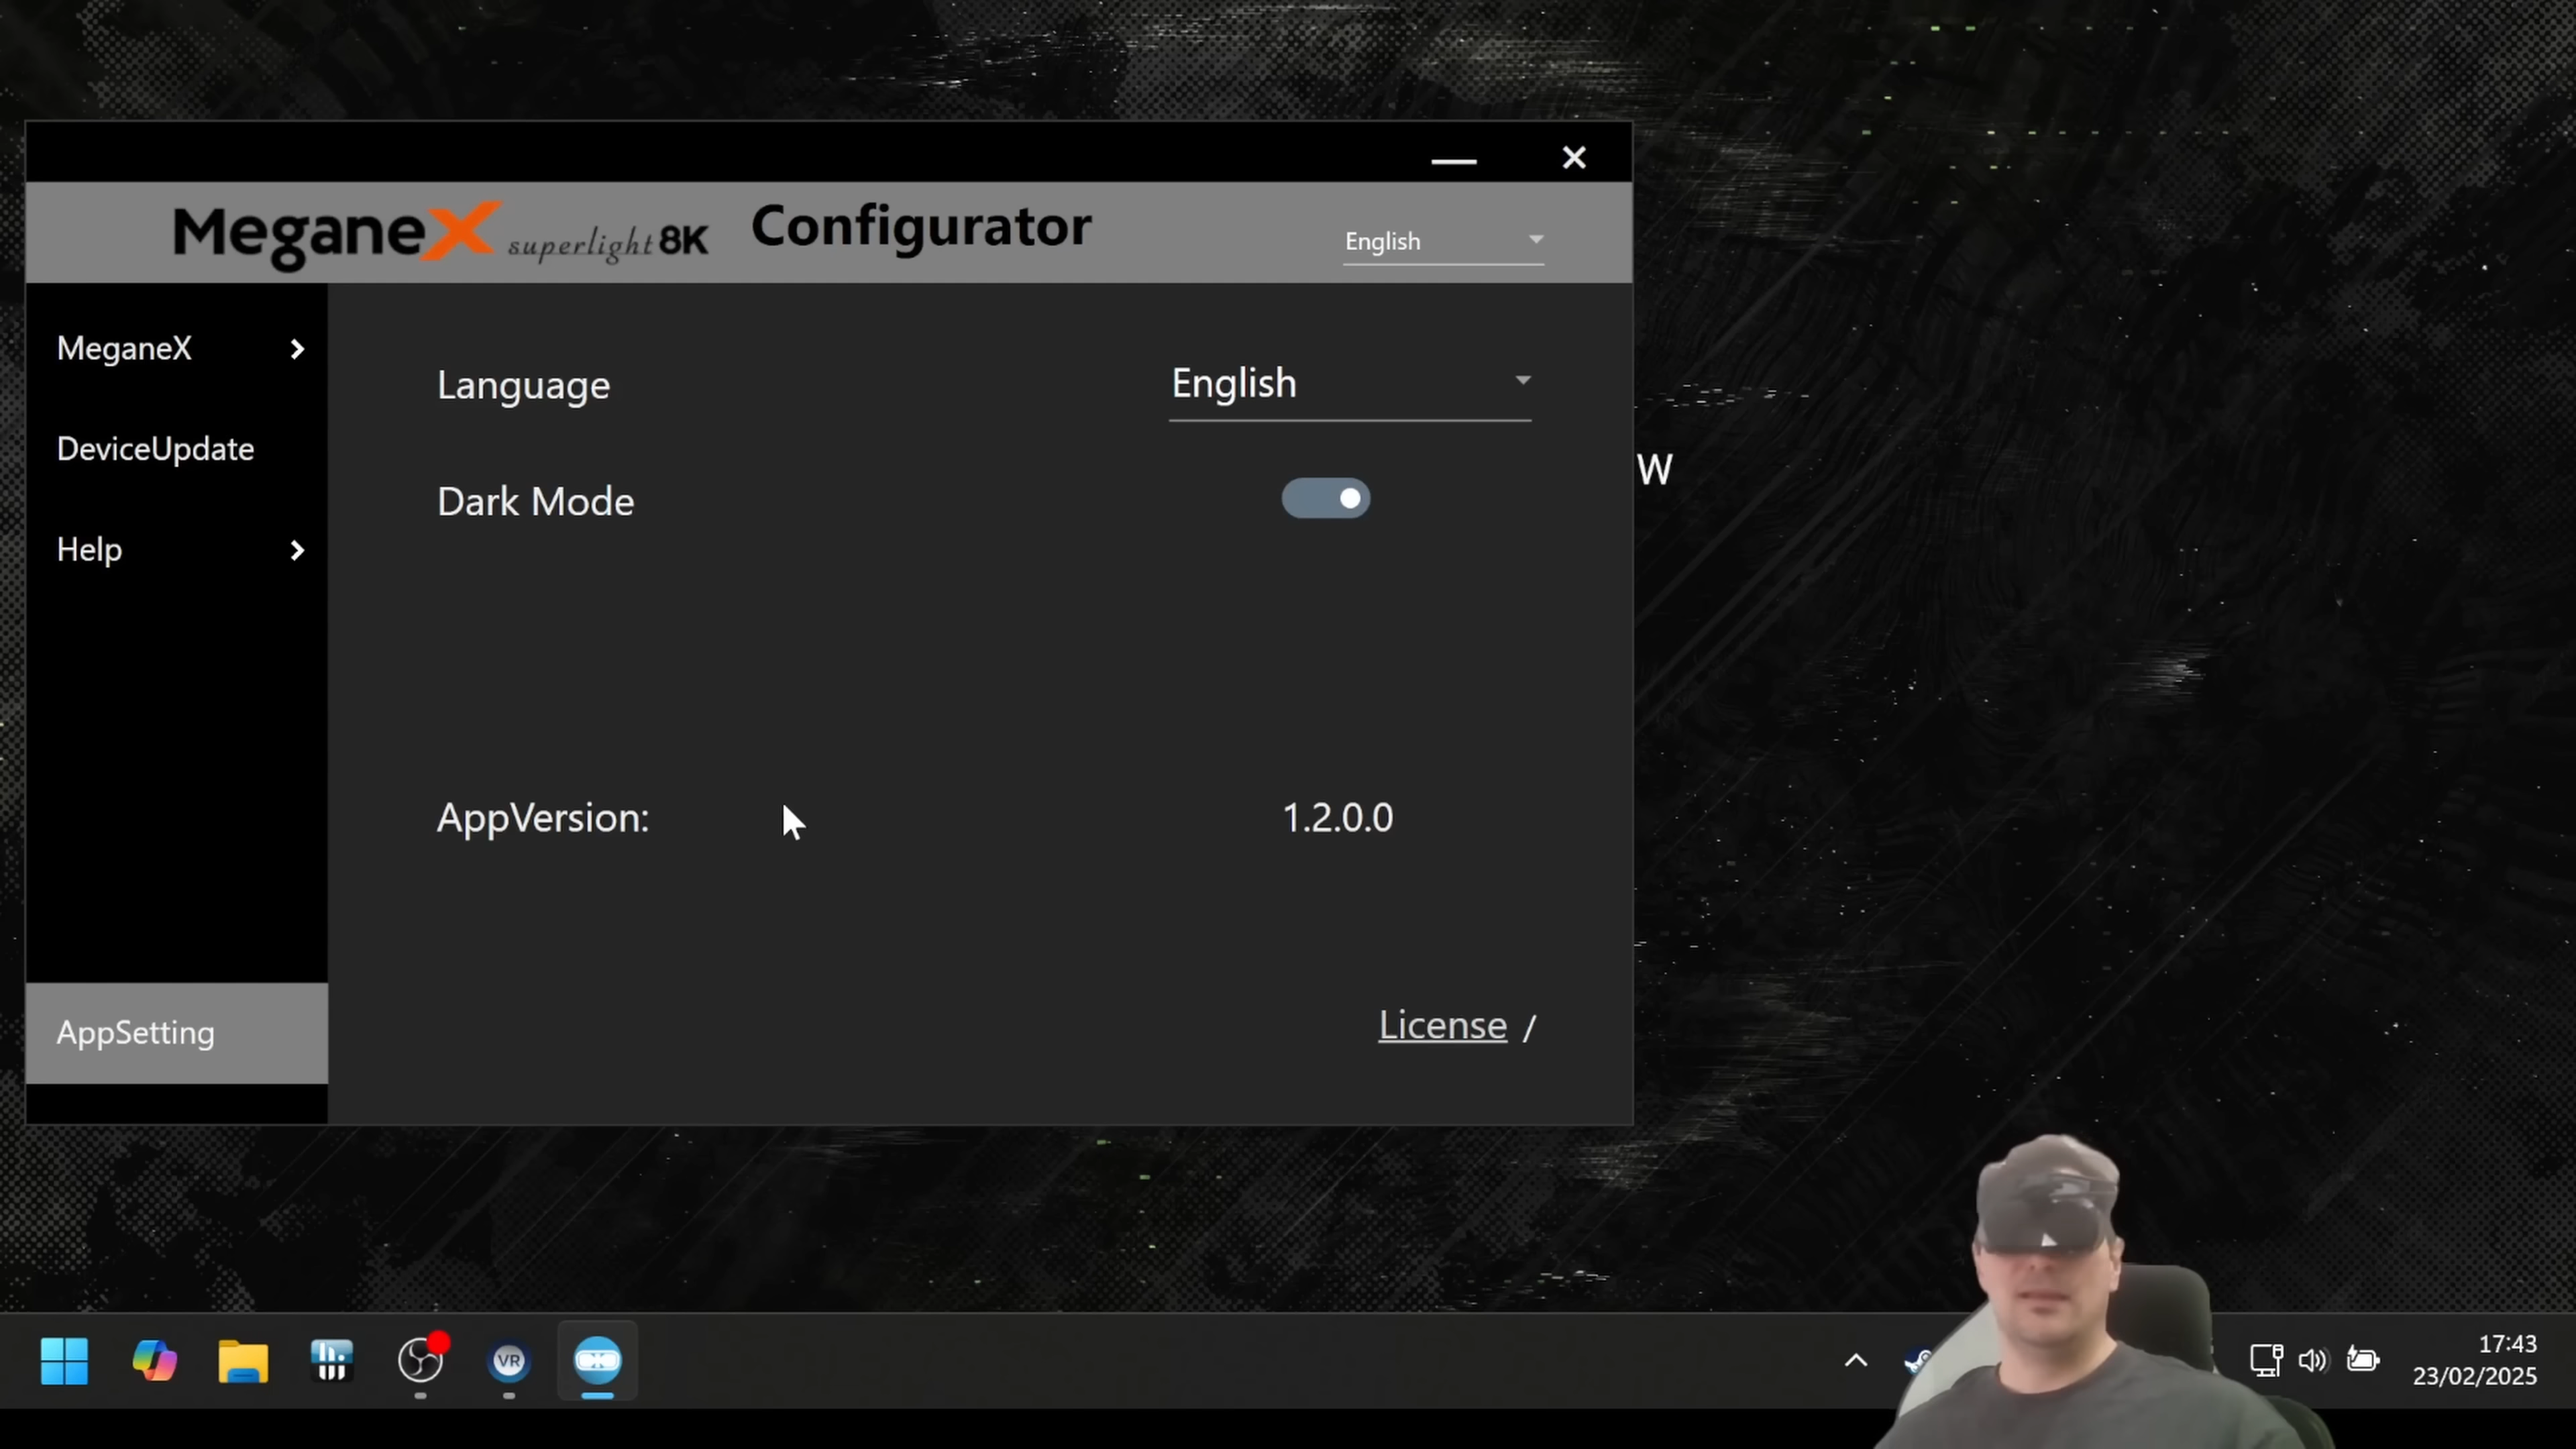 MeganeX superlight 8K Configurator
English
MeganeX
DeviceUpdate
Help
AppSetting
Language English
Dark Mode
AppVersion: 1.2.0.0
License /
W
VR
17:43
23/02/2025